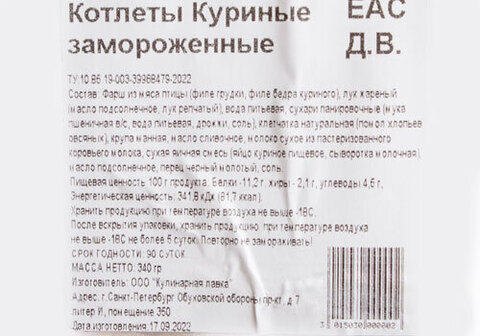 Котлеты Куриные ЕАС
замороженные Д.В.
ТУ 10.86.19-003-39968479-2022
Состав: Фарш из мяса птицы (филе грудки, филе бедра куриного), лук жареный
(масло подсолнечное, лук репчатый), вода питьевая, сухари панировочные (мука
пшеничная в/с, вода питьевая, дрожжи, соль), клетчатка натуральная (помол хлопьев
овсяных), крупа манная, масло сливочное, молоко сухое из пастеризованного
коровьего молока, сухая яичная смесь (яйцо куриное пищевое, сыворотка молочная),
масло подсолнечное, перец черный молотый, соль.
Пищевая ценность: 100 г продукта: Белки -11,2 г, жиры - 2,1 г, углеводы 4,6 г,
Энергетическая ценность: 341,8 кДж (81,7 ккал).
Хранить продукцию при температуре воздуха не выше -18С.
После вскрытия упаковки, хранить продукцию при температуре воздуха
не выше -18С не более 5 суток. Повторно не замораживать!
СРОК ГОДНОСТИ: 90 СУТОК
МАССА НЕТТО: 340 гр
Изготовитель: ООО "Кулинарная лавка"
Адрес: г.Санкт-Петербург Обуховской обороны пр-кт, д.7
литер И, помещение 350
Дата изготовления 17.09.2022
3 015030 000002